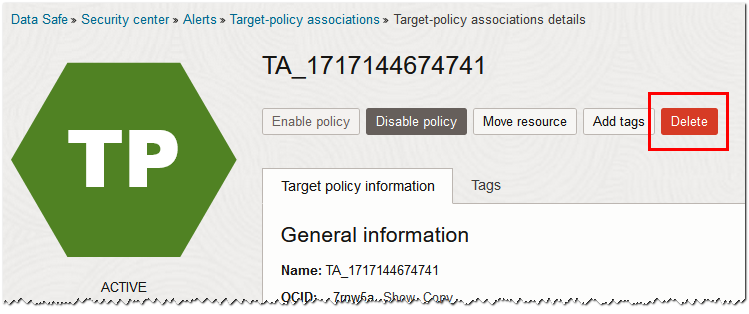 Data Safe » Security center » Alerts » Target-policy associations » Target-policy associations details
TA_1717144674741
TP
Enable policy Disable policy Move resource Add tags Delete
Target policy information Tags
General information
Name: TA_1717144674741
ACTIVE
OCID: ...7rnw6a Show Copy